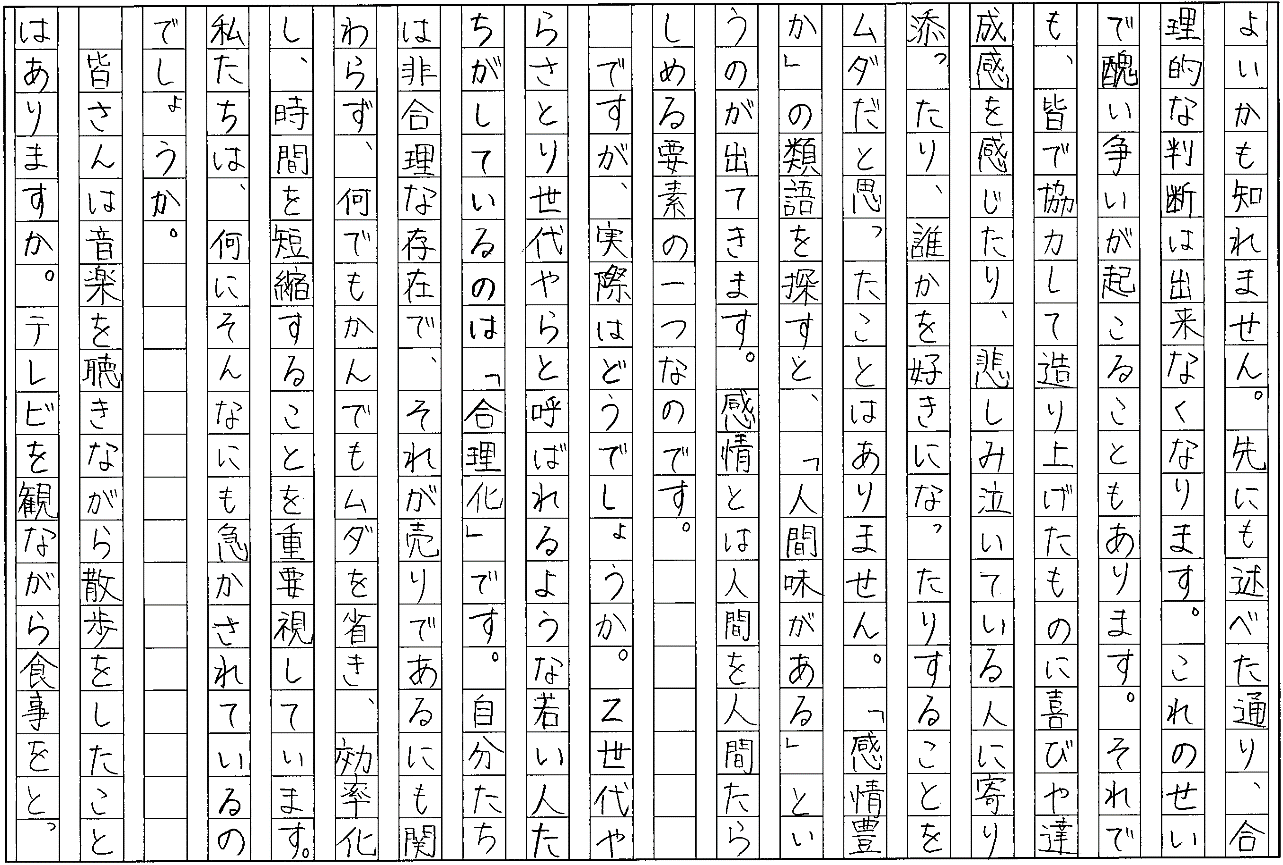 よいかも知れません。先にも述べた通り、合
理的な判断は出来なくなります。これのせい
で醜い争いが起こることもあります。それで
も、皆で協力して造り上げたものに喜びや達
成感を感じたり、悲しみ泣いている人に寄り
添ったり、誰かを好きになったりすることを
ムダだと思ったことはありません。「感情豊
か」の類語を探すと、「人間味がある」とい
うのが出てきます。感情とは人間を人間たら
しめる要素の一つなのです。
ですが、実際はどうでしょうか。Z世代や
らさとり世代やらと呼ばれるような若い人た
ちがしているのは「合理化」です。自分たち
は非合理な存在で、それが売りであるにも関
わらず、何でもかんでもムダを省き、効率化
し、時間を短縮することを重要視しています。
私たちは、何にそんなにも急かされているの
でしょうか。
皆さんは音楽を聴きながら散歩をしたこと
はありますか。テレビを観ながら食事をとっ